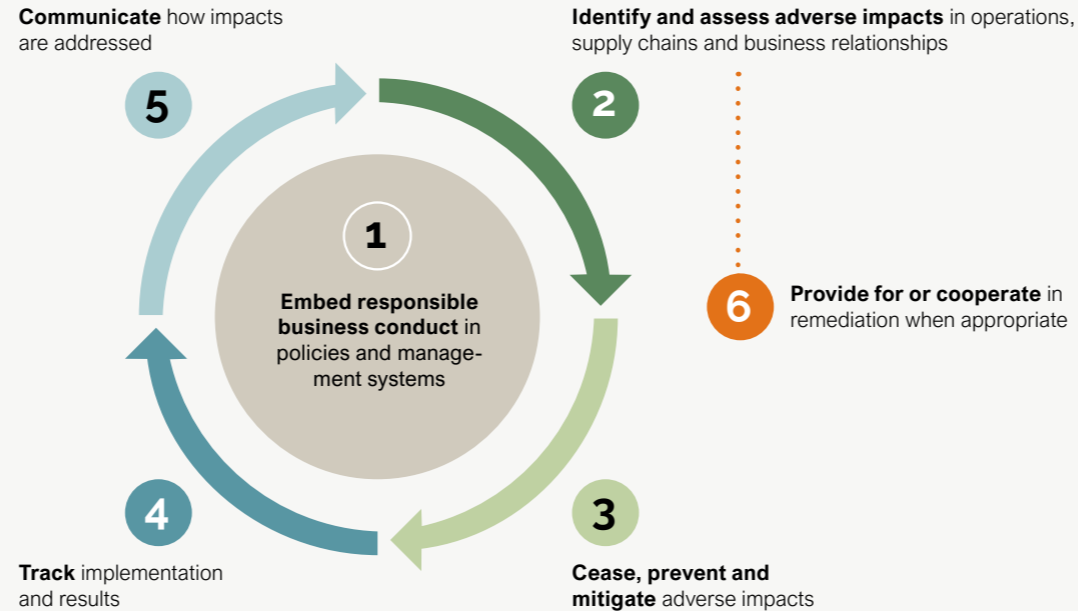 Communicate how impacts
are addressed
5
Identify and assess adverse impacts in operations,
supply chains and business relationships
2
1
Embed responsible
business conduct in
policies and manage-
ment systems
6
Provide for or cooperate in
remediation when appropriate
4
Track implementation
and results
3
Cease, prevent and
mitigate adverse impacts